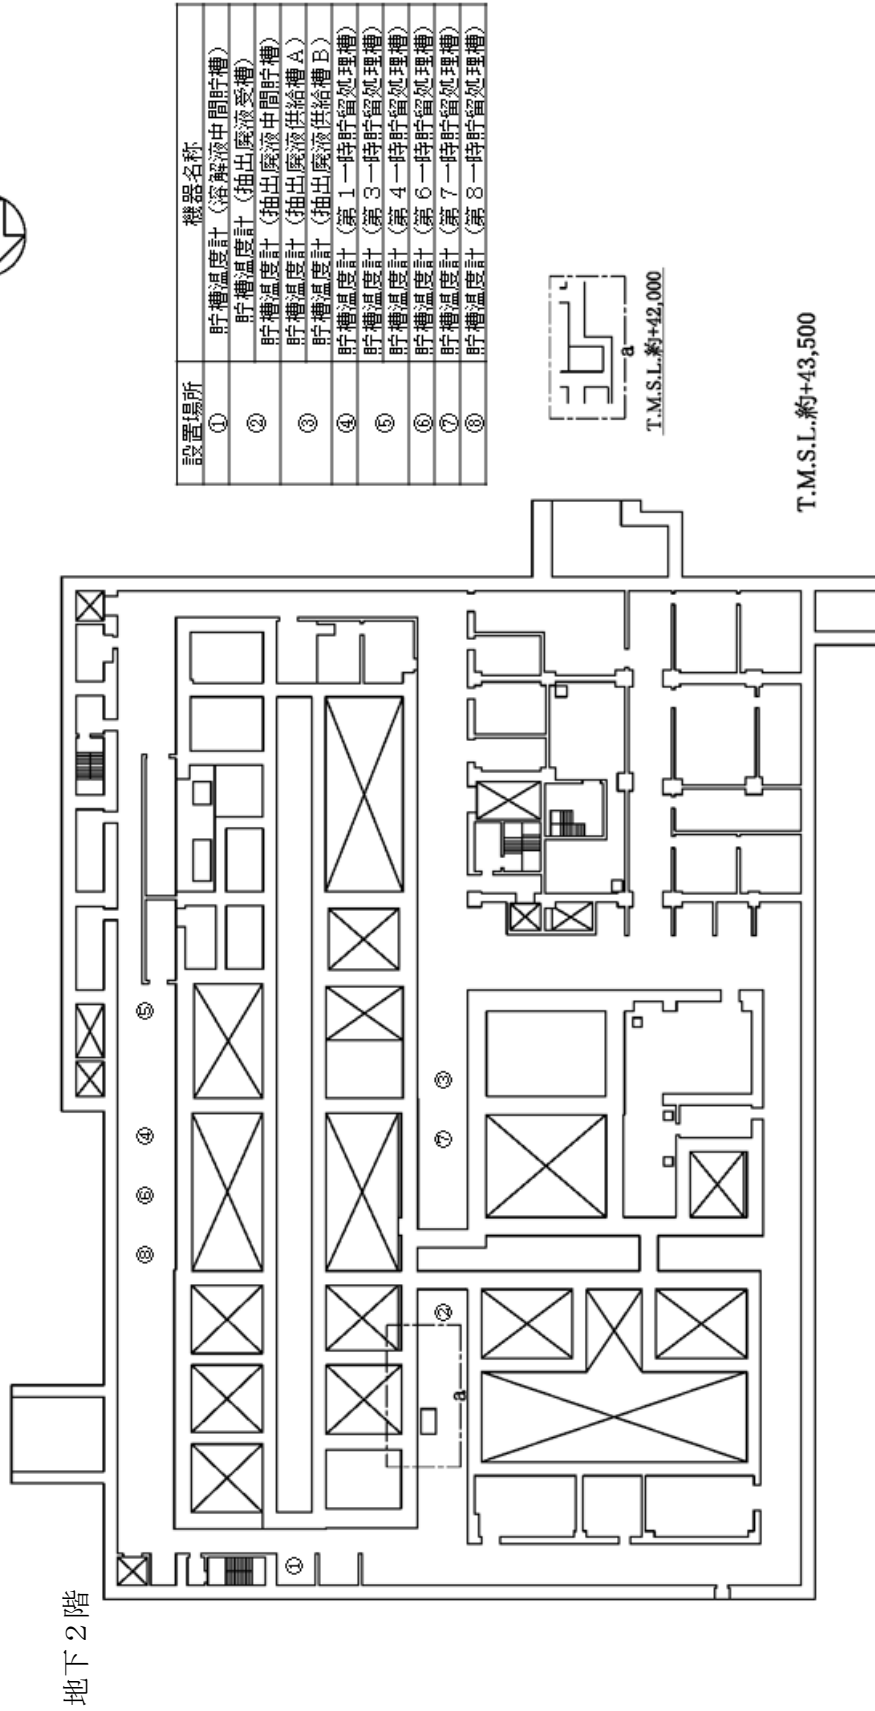 地下２階
⑧ ⑥ ④ ⑤
①
② ⑦ ③
a
設置場所 機器名称
① 貯槽温度計（溶解液中間貯槽）
② 貯槽温度計（抽出廃液受槽）
貯槽温度計（抽出廃液中間貯槽）
③ 貯槽温度計（抽出廃液供給槽Ａ）
貯槽温度計（抽出廃液供給槽Ｂ）
④ 貯槽温度計（第１一時貯留処理槽）
⑤ 貯槽温度計（第３一時貯留処理槽）
貯槽温度計（第４一時貯留処理槽）
⑥ 貯槽温度計（第６一時貯留処理槽）
⑦ 貯槽温度計（第７一時貯留処理槽）
⑧ 貯槽温度計（第８一時貯留処理槽）
a
T.M.S.L.約+42,000
T.M.S.L.約+43,500